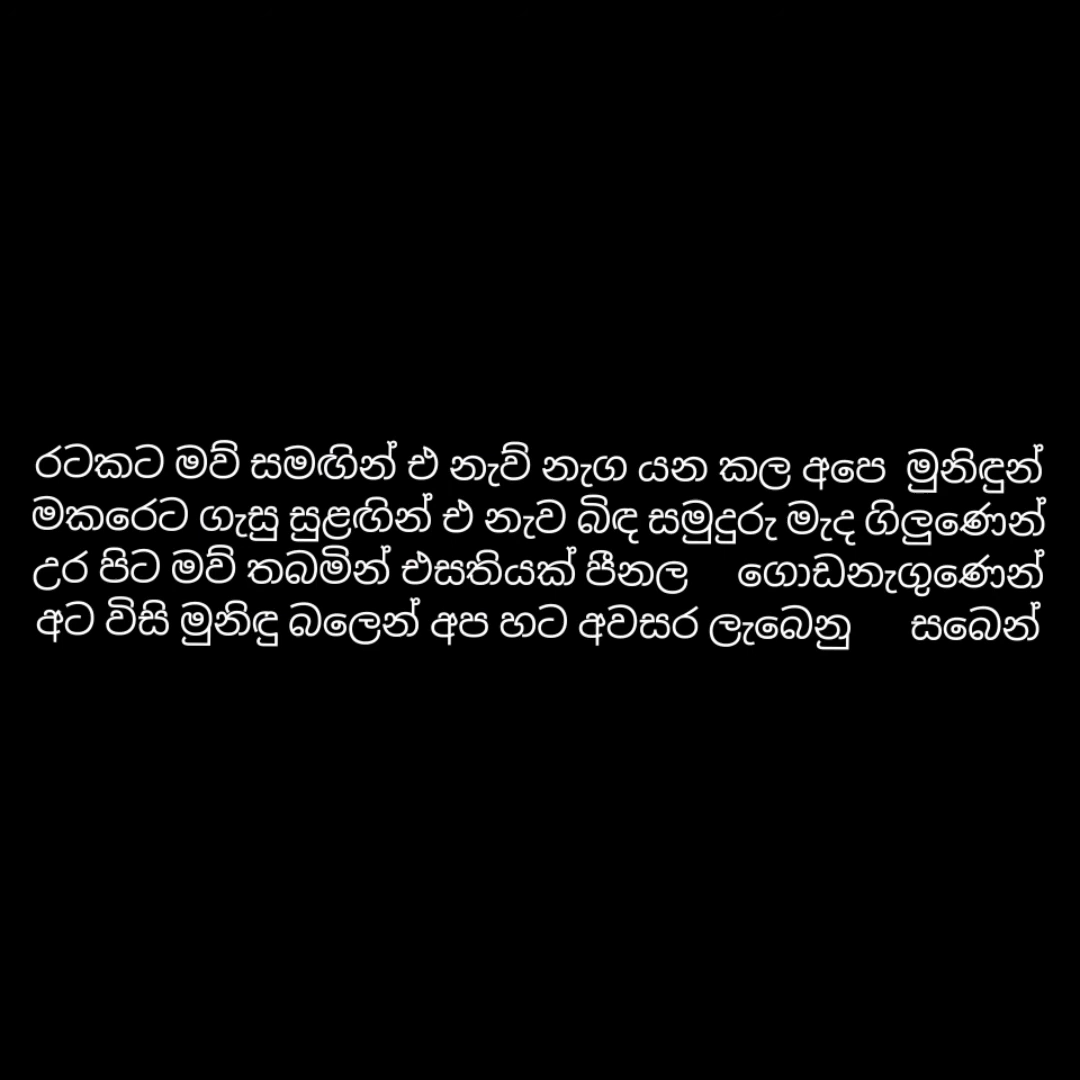 රටකට මව් සමඟින් එ නැව් නැග යන කල අපෙ මුනිඳුන්
මකරෙට ගැසු සුළඟින් එ නැව බිඳ සමුදුරු මැද ගිලුණෙන්
උර පිට මව් තබමින් එසතියක් පීනල ගොඩනැගුණෙන්
අට විසි මුනිඳු බලෙන් අප හට අවසර ලැබෙනු සබෙන්